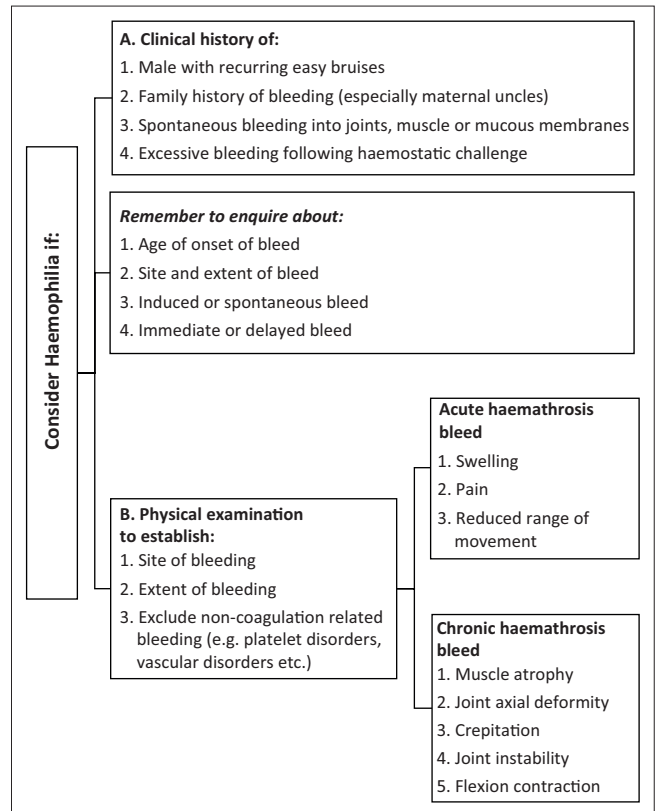 Consider Haemophilia if:
A. Clinical history of:
1. Male with recurring easy bruises
2. Family history of bleeding (especially maternal uncles)
3. Spontaneous bleeding into joints, muscle or mucous membranes
4. Excessive bleeding following haemostatic challenge
Remember to enquire about:
1. Age of onset of bleed
2. Site and extent of bleed
3. Induced or spontaneous bleed
4. Immediate or delayed bleed
B. Physical examination
to establish:
1. Site of bleeding
2. Extent of bleeding
3. Exclude non-coagulation related
bleeding (e.g. platelet disorders,
vascular disorders etc.)
Acute haemathrosis
bleed
1. Swelling
2. Pain
3. Reduced range of
movement
Chronic haemathrosis
bleed
1. Muscle atrophy
2. Joint axial deformity
3. Crepitation
4. Joint instability
5. Flexion contraction